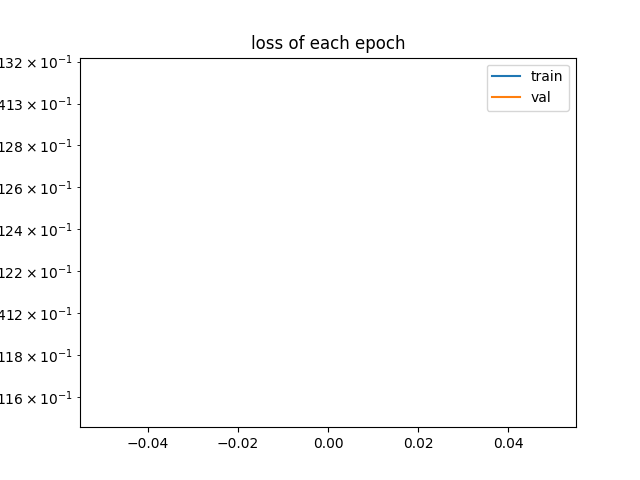 loss of each epoch
train
val
132 × 10⁻¹
413 × 10⁻¹
128 × 10⁻¹
126 × 10⁻¹
124 × 10⁻¹
122 × 10⁻¹
412 × 10⁻¹
118 × 10⁻¹
116 × 10⁻¹
−0.04 −0.02 0.00 0.02 0.04